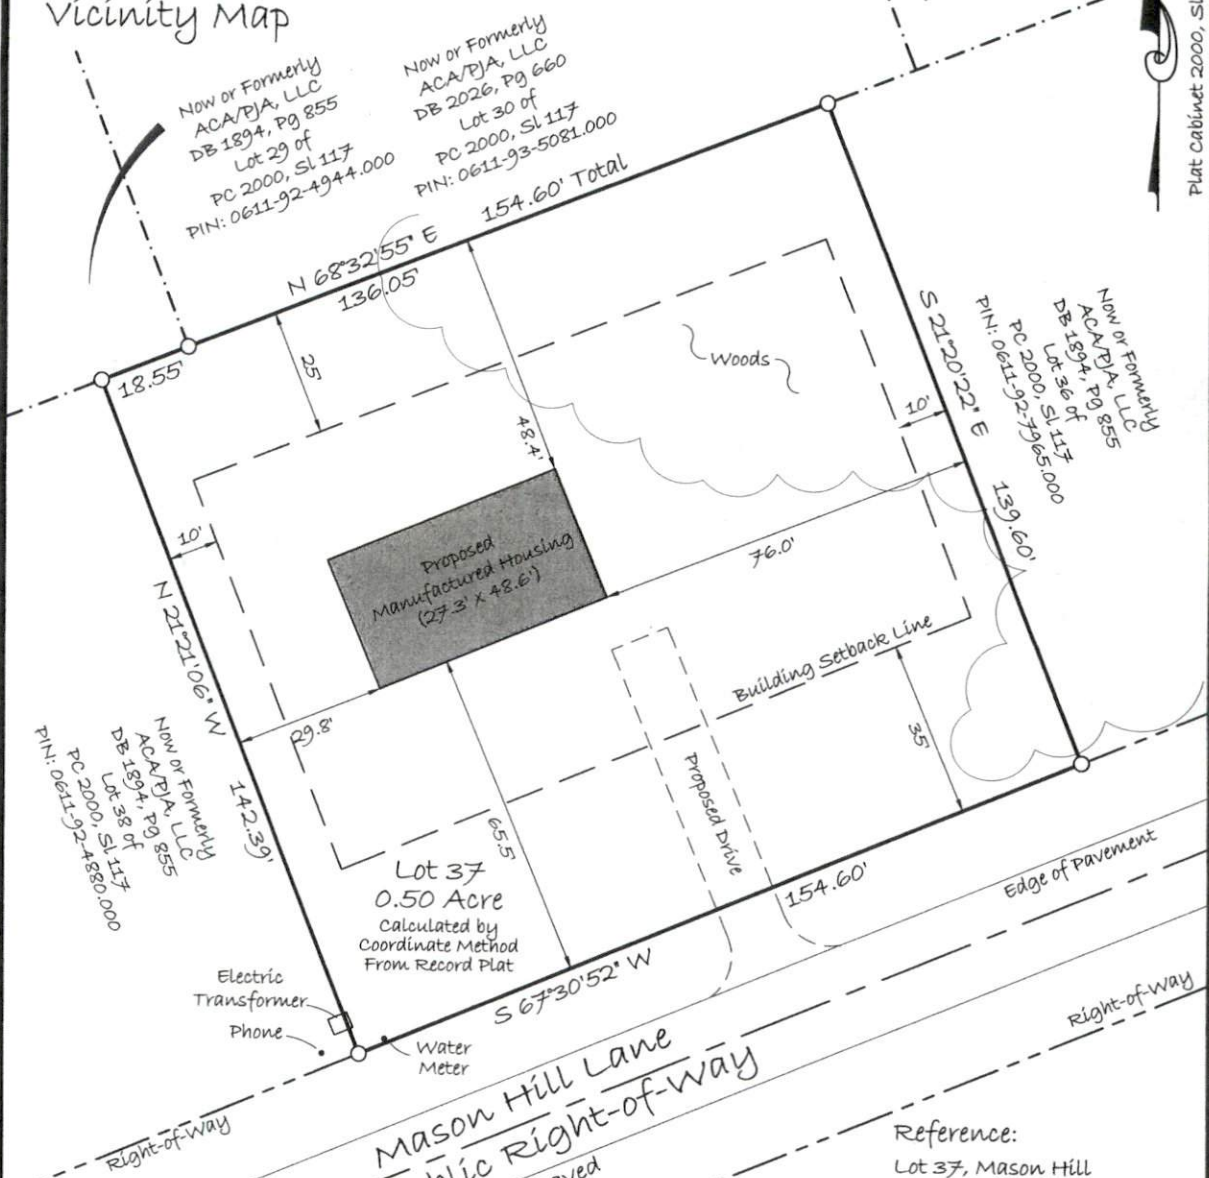 Vicinity Map
Plat Cabinet 2000, Sl
Now or Formerly
ACA/PJA, LLC
DB 1894, Pg 855
Lot 29 of
PC 2000, Sl 117
PIN: 0611-92-4944.000
Now or Formerly
ACA/PJA, LLC
DB 2026, Pg 660
Lot 30 of
PC 2000, Sl 117
PIN: 0611-93-5081.000
154.60' Total
N 68°32'55" E
136.05'
18.55'
25'
Woods
48.4'
10'
S 21°20'22" E
139.60'
Now or Formerly
ACA/PJA, LLC
DB 1894, Pg 855
Lot 36 of
PC 2000, Sl 117
PIN: 0611-92-7965.000
10'
Proposed
Manufactured Housing
(27.3' x 48.6')
76.0'
N 21°21'06" W
142.39'
29.8'
Building Setback Line
35'
Proposed Drive
65.5'
Now or Formerly
ACA/PJA, LLC
DB 1894, Pg 855
Lot 38 of
PC 2000, Sl 117
PIN: 0611-92-4880.000
Lot 37
0.50 Acre
Calculated by
Coordinate Method
From Record Plat
154.60'
S 67°30'52" W
Edge of Pavement
Electric
Transformer
Phone
Water
Meter
Right-of-Way
Mason Hill Lane
blic Right-of-Way
Right-of-Way
Reference:
Lot 37, Mason Hill